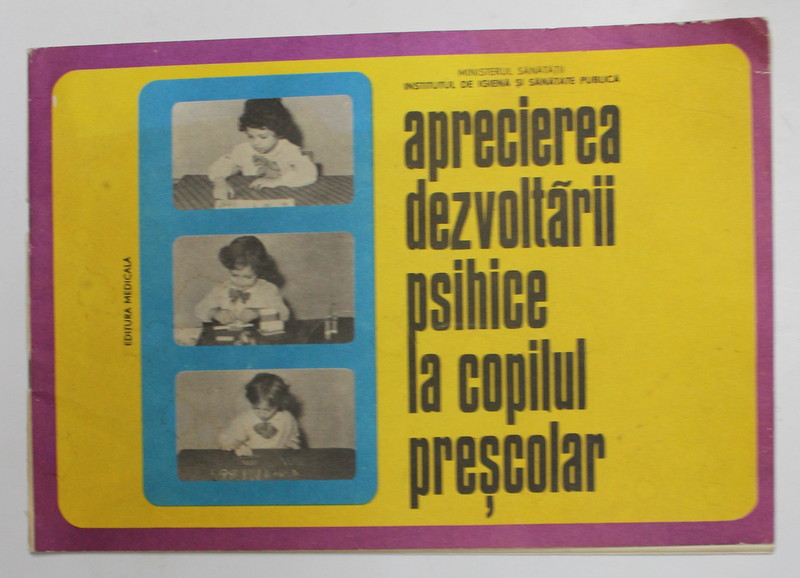 MINISTERUL SĂNĂTĂȚII
INSTITUTUL DE IGIENĂ ȘI SĂNĂTATE PUBLICĂ
aprecierea
dezvoltării
psihice
la copilul
preșcolar
EDITURA MEDICALĂ